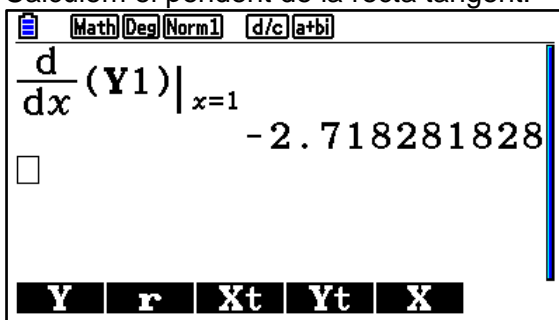 Calculem el pendent de la recta tangent:
Math Deg Norm1 d/c a+bi
d/dx (Y1)|x=1
-2.718281828
Y r Xt Yt X